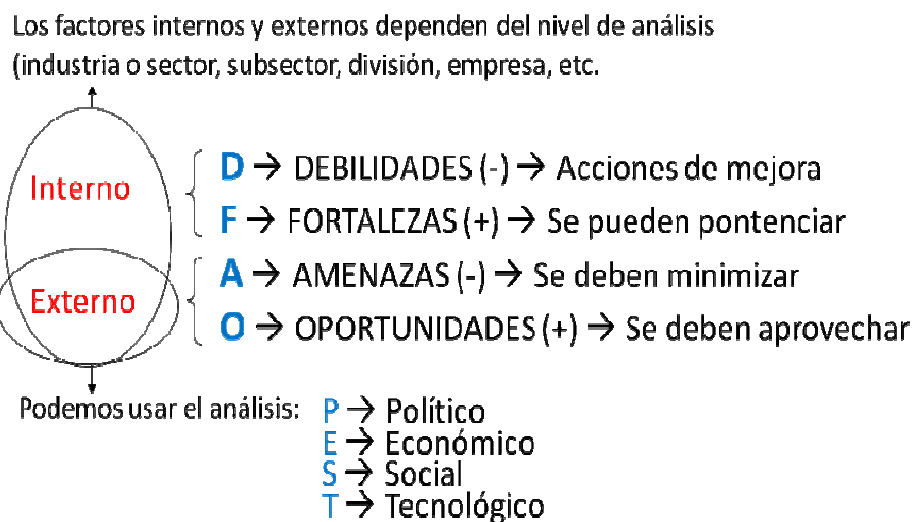 Los factores internos y externos dependen del nivel de análisis
(industria o sector, subsector, división, empresa, etc.
Interno
D → DEBILIDADES (-) → Acciones de mejora
F → FORTALEZAS (+) → Se pueden pontenciar
Externo
A → AMENAZAS (-) → Se deben minimizar
O → OPORTUNIDADES (+) → Se deben aprovechar
Podemos usar el análisis: P → Político
E → Económico
S → Social
T → Tecnológico